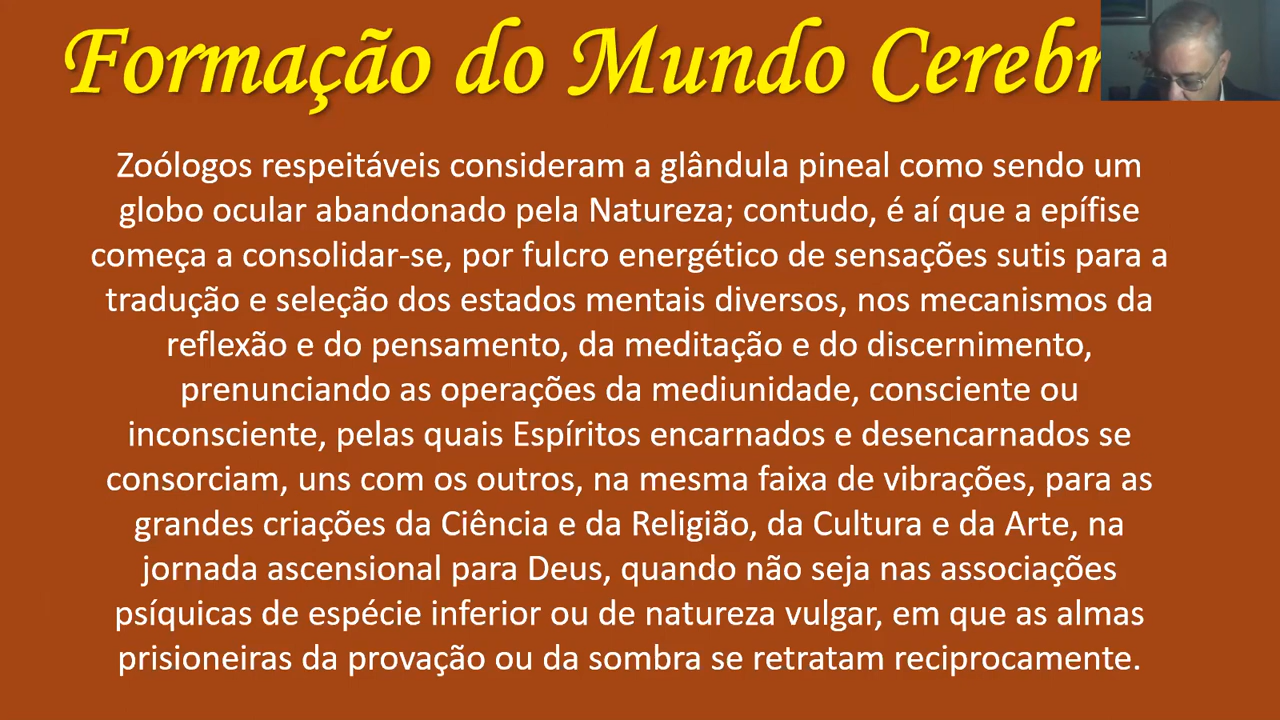 Formação do Mundo Cerebr
Zoólogos respeitáveis consideram a glândula pineal como sendo um
globo ocular abandonado pela Natureza; contudo, é aí que a epífise
começa a consolidar-se, por fulcro energético de sensações sutis para a
tradução e seleção dos estados mentais diversos, nos mecanismos da
reflexão e do pensamento, da meditação e do discernimento,
prenunciando as operações da mediunidade, consciente ou
inconsciente, pelas quais Espíritos encarnados e desencarnados se
consorciam, uns com os outros, na mesma faixa de vibrações, para as
grandes criações da Ciência e da Religião, da Cultura e da Arte, na
jornada ascensional para Deus, quando não seja nas associações
psíquicas de espécie inferior ou de natureza vulgar, em que as almas
prisioneiras da provação ou da sombra se retratam reciprocamente.